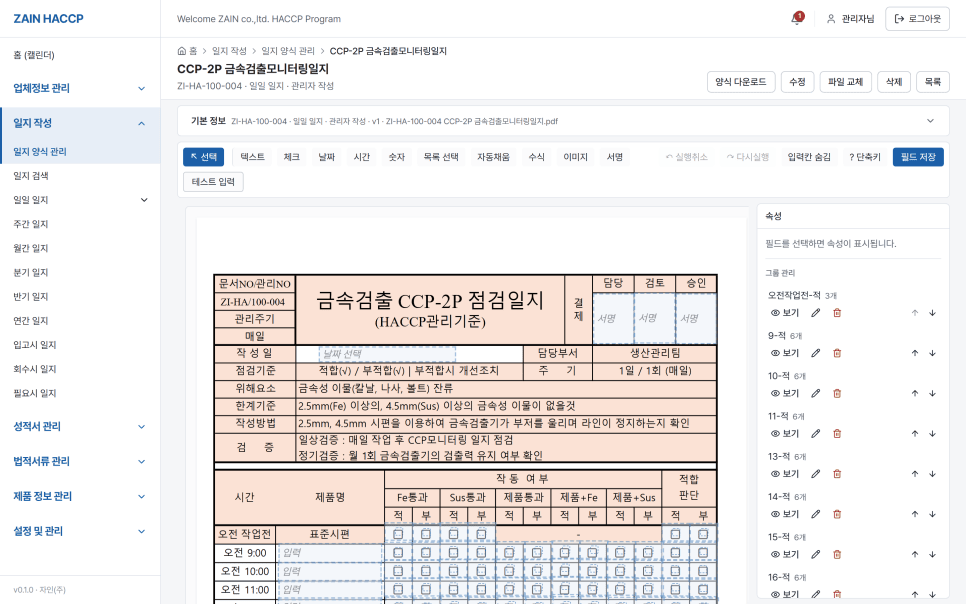 ZAIN HACCP
Welcome ZAIN co.,ltd. HACCP Program
1
관리자님
로그아웃
홈 (캘린더)
업체정보 관리
일지 작성
일지 양식 관리
일지 검색
일일 일지
주간 일지
월간 일지
분기 일지
반기 일지
연간 일지
입고시 일지
회수시 일지
필요시 일지
성적서 관리
법적서류 관리
제품 정보 관리
설정 및 관리
v0.1.0 · 자인(주)
홈 > 일지 작성 > 일지 양식 관리 > CCP-2P 금속검출모니터링일지
CCP-2P 금속검출모니터링일지
ZI-HA-100-004 · 일일 일지 · 관리자 작성
양식 다운로드 수정 파일 교체 삭제 목록
기본 정보 ZI-HA-100-004 · 일일 일지 · 관리자 작성 · v1 · ZI-HA-100-004 CCP-2P 금속검출모니터링일지.pdf
선택 텍스트 체크 날짜 시간 숫자 목록 선택 자동채움 수식 이미지 서명 실행취소 다시실행 입력칸 숨김 ? 단축키 필드 저장
테스트 입력
문서NO/관리NO
ZI-HA/100-004
관리주기
매일
금속검출 CCP-2P 점검일지
(HACCP관리기준)
결제
담당 검토 승인
서명 서명 서명
작 성 일 날짜 선택 담당부서 생산관리팀
점검기준 적합(√) / 부적합(√) | 부적합시 개선조치 주 기 1일 / 1회 (매일)
위해요소 금속성 이물(칼날, 나사, 볼트) 잔류
한계기준 2.5mm(Fe) 이상의, 4.5mm(Sus) 이상의 금속성 이물이 없을것
작성방법 2.5mm, 4.5mm 시편을 이용하여 금속검출기가 부저를 울리며 라인이 정지하는지 확인
검 증 일상검증 : 매일 작업 후 CCP모니터링 일지 점검
정기검증 : 월 1회 금속검출기의 검출력 유지 여부 확인
시간 제품명 작 동 여 부 적합 판단
Fe통과 Sus통과 제품통과 제품+Fe 제품+Sus
적 부 적 부 적 부 적 부 적 부 적 부
오전 작업전 표준시편 -
오전 9:00 입력
오전 10:00 입력
오전 11:00 입력
속성
필드를 선택하면 속성이 표시됩니다.
그룹 관리
오전작업전-적 3개
보기
9-적 6개
보기
10-적 6개
보기
11-적 6개
보기
13-적 6개
보기
14-적 6개
보기
15-적 6개
보기
16-적 6개
보기